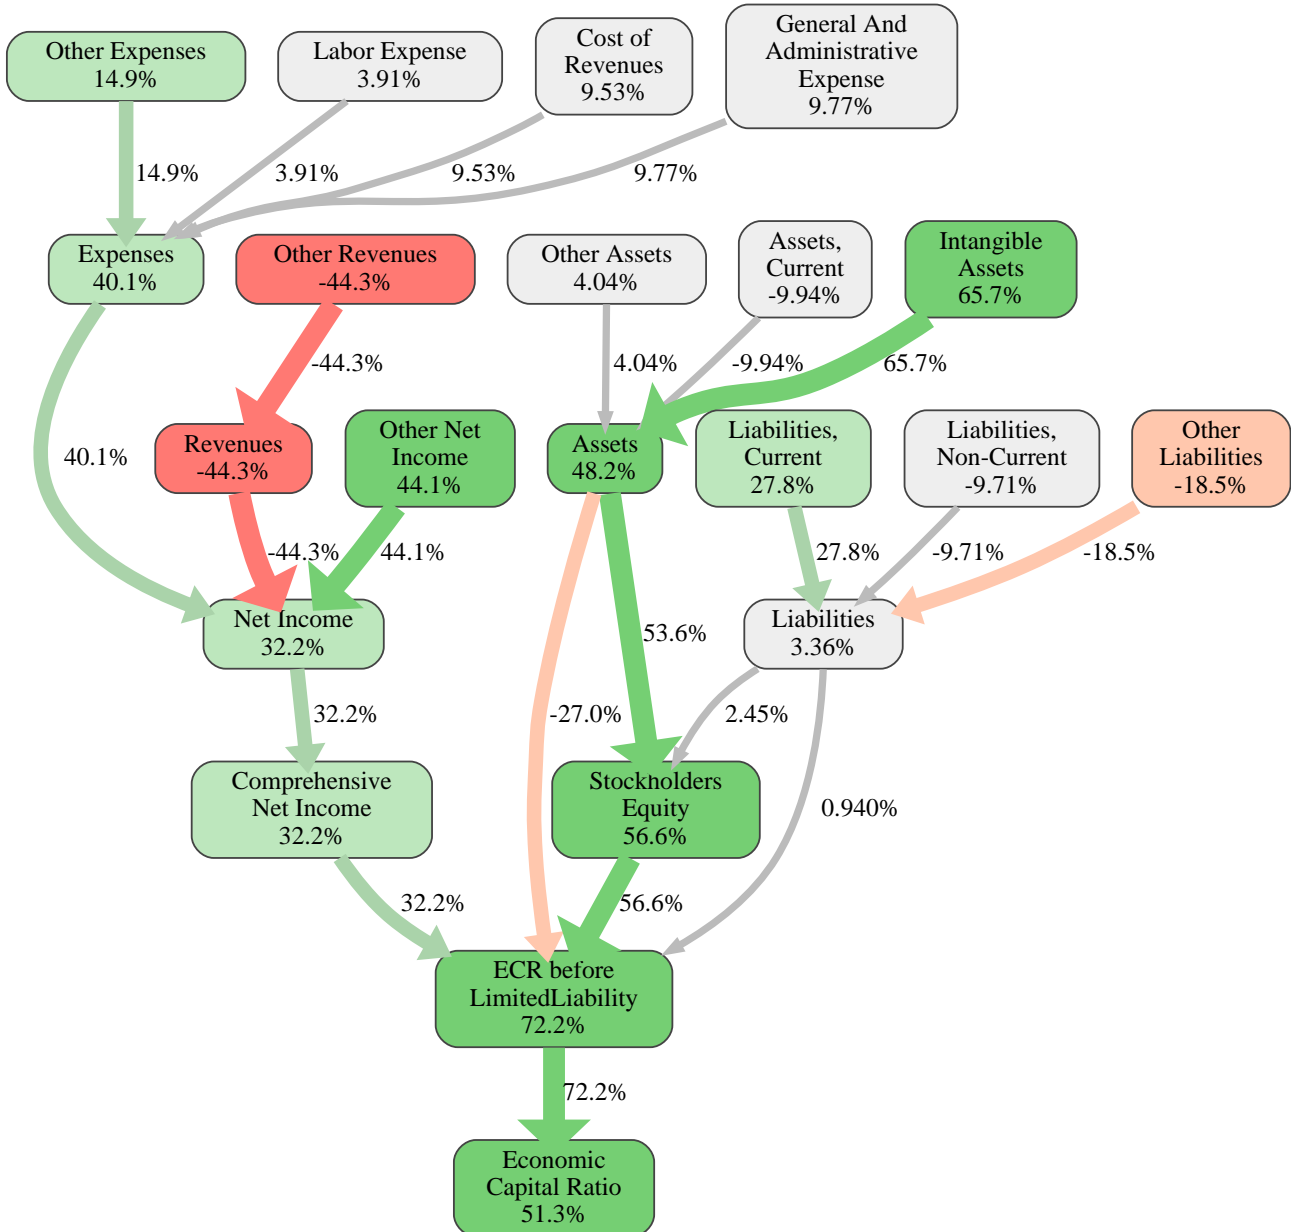 Other Expenses
14.9%
Labor Expense
3.91%
Cost of
Revenues
9.53%
General And
Administrative
Expense
9.77%
14.9%
3.91%
9.53%
9.77%
Expenses
40.1%
Other Revenues
-44.3%
Other Assets
4.04%
Assets,
Current
-9.94%
Intangible
Assets
65.7%
-44.3%
4.04%
-9.94%
65.7%
40.1%
Revenues
-44.3%
Other Net
Income
44.1%
Assets
48.2%
Liabilities,
Current
27.8%
Liabilities,
Non-Current
-9.71%
Other
Liabilities
-18.5%
-44.3%
44.1%
27.8%
-9.71%
-18.5%
Net Income
32.2%
53.6%
Liabilities
3.36%
32.2%
-27.0%
2.45%
Comprehensive
Net Income
32.2%
Stockholders
Equity
56.6%
0.940%
32.2%
56.6%
ECR before
LimitedLiability
72.2%
72.2%
Economic
Capital Ratio
51.3%